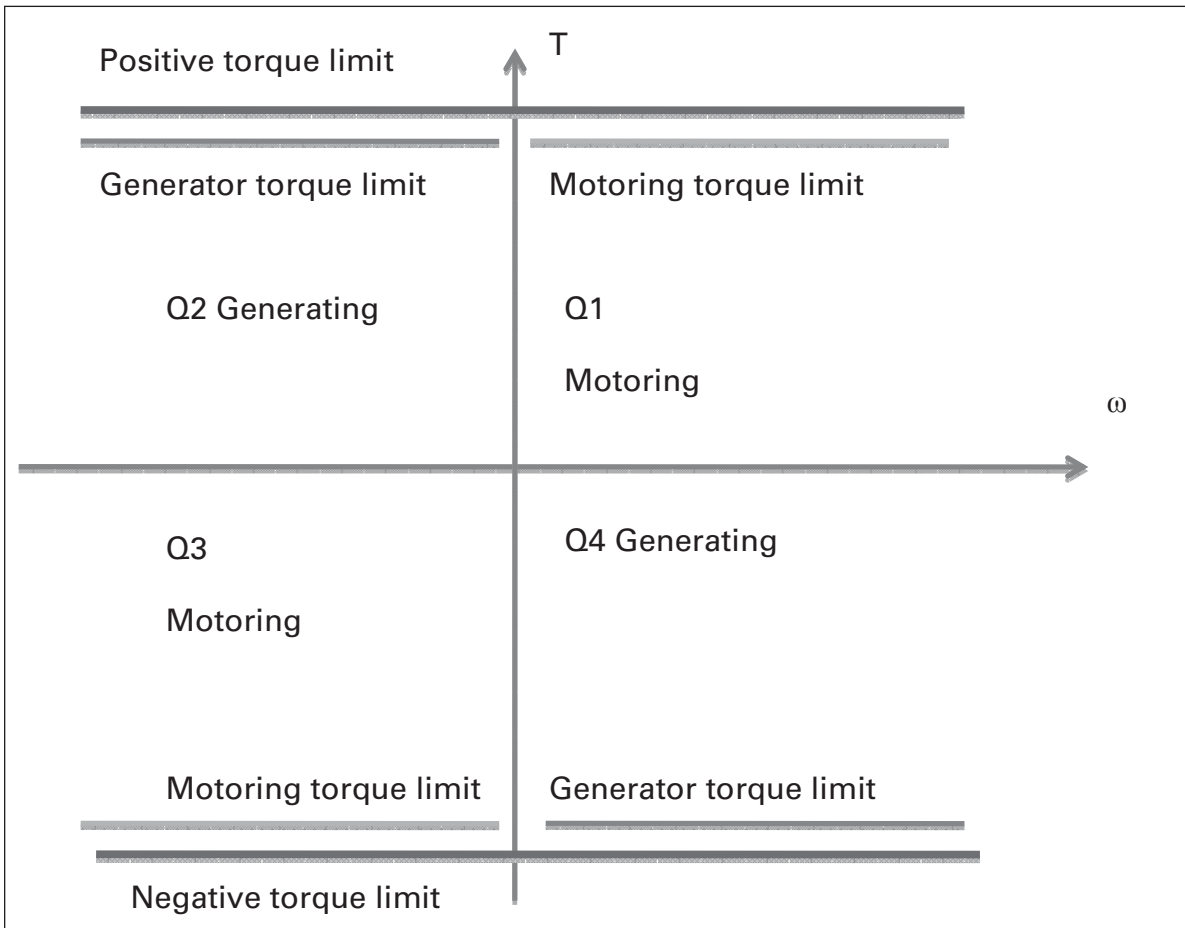 T
Positive torque limit
Generator torque limit
Motoring torque limit
Q2 Generating
Q1
Motoring
ω
Q3
Motoring
Q4 Generating
Motoring torque limit
Generator torque limit
Negative torque limit